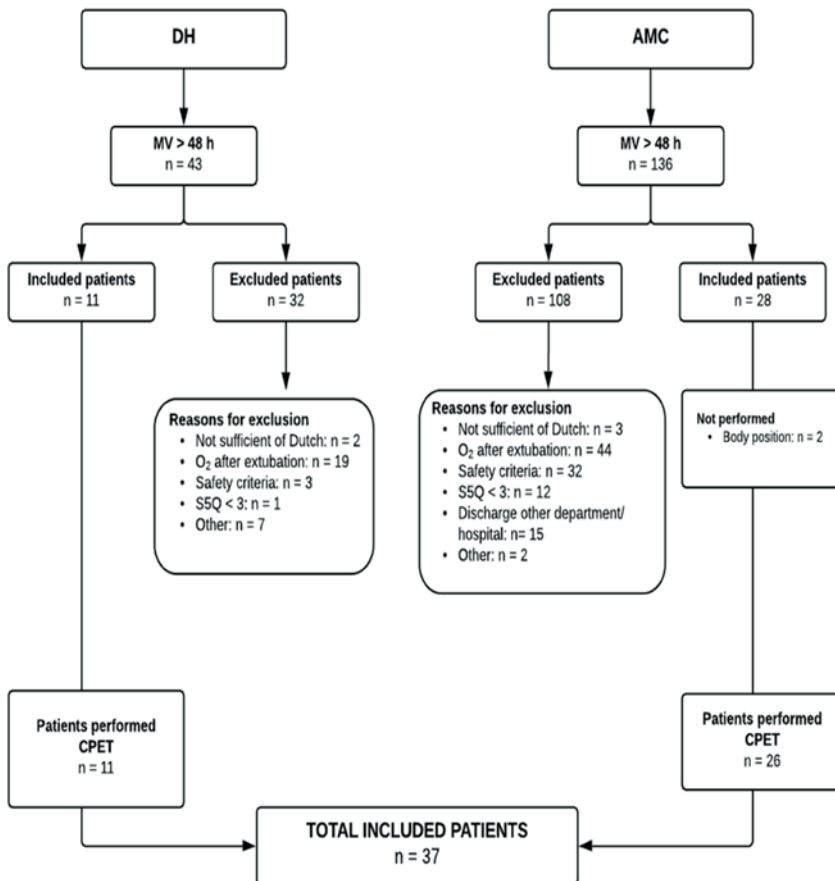 DH
AMC
MV > 48 h
n = 43
MV > 48 h
n = 136
Included patients
n = 11
Excluded patients
n = 32
Excluded patients
n = 108
Included patients
n = 28
Reasons for exclusion
• Not sufficient of Dutch: n = 2
• O₂ after extubation: n = 19
• Safety criteria: n = 3
• S5Q < 3: n = 1
• Other: n = 7
Reasons for exclusion
• Not sufficient of Dutch: n = 3
• O₂ after extubation: n = 44
• Safety criteria: n = 32
• S5Q < 3: n = 12
• Discharge other department/
hospital: n= 15
• Other: n = 2
Not performed
• Body position: n = 2
Patients performed
CPET
n = 11
Patients performed
CPET
n = 26
TOTAL INCLUDED PATIENTS
n = 37